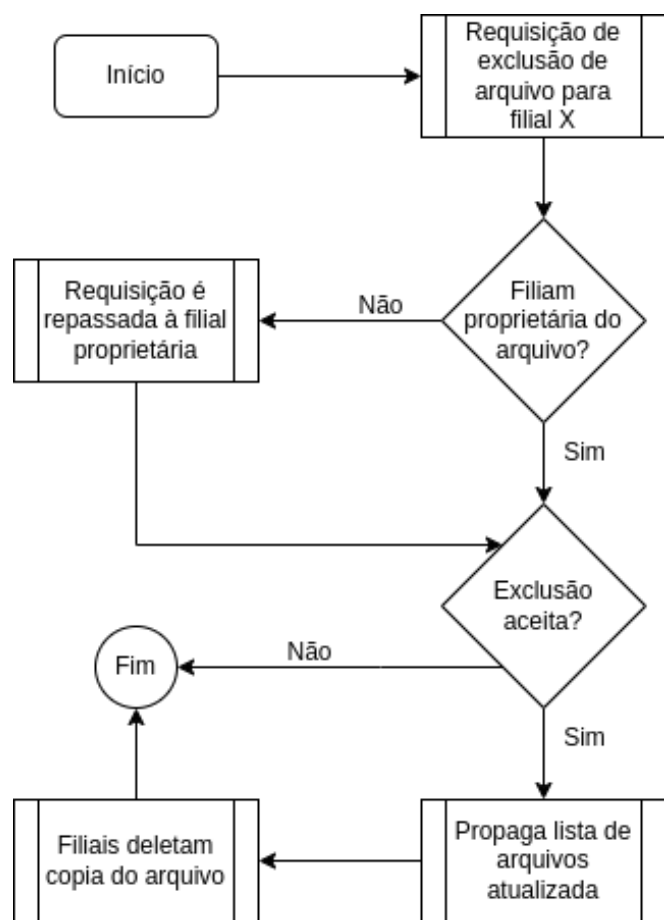 Início
Requisição de
exclusão de
arquivo para
filial X
Requisição é
repassada à filial
proprietária
Não
Filiam
proprietária do
arquivo?
Sim
Exclusão
aceita?
Não
Fim
Sim
Filiais deletam
copia do arquivo
Propaga lista de
arquivos
atualizada